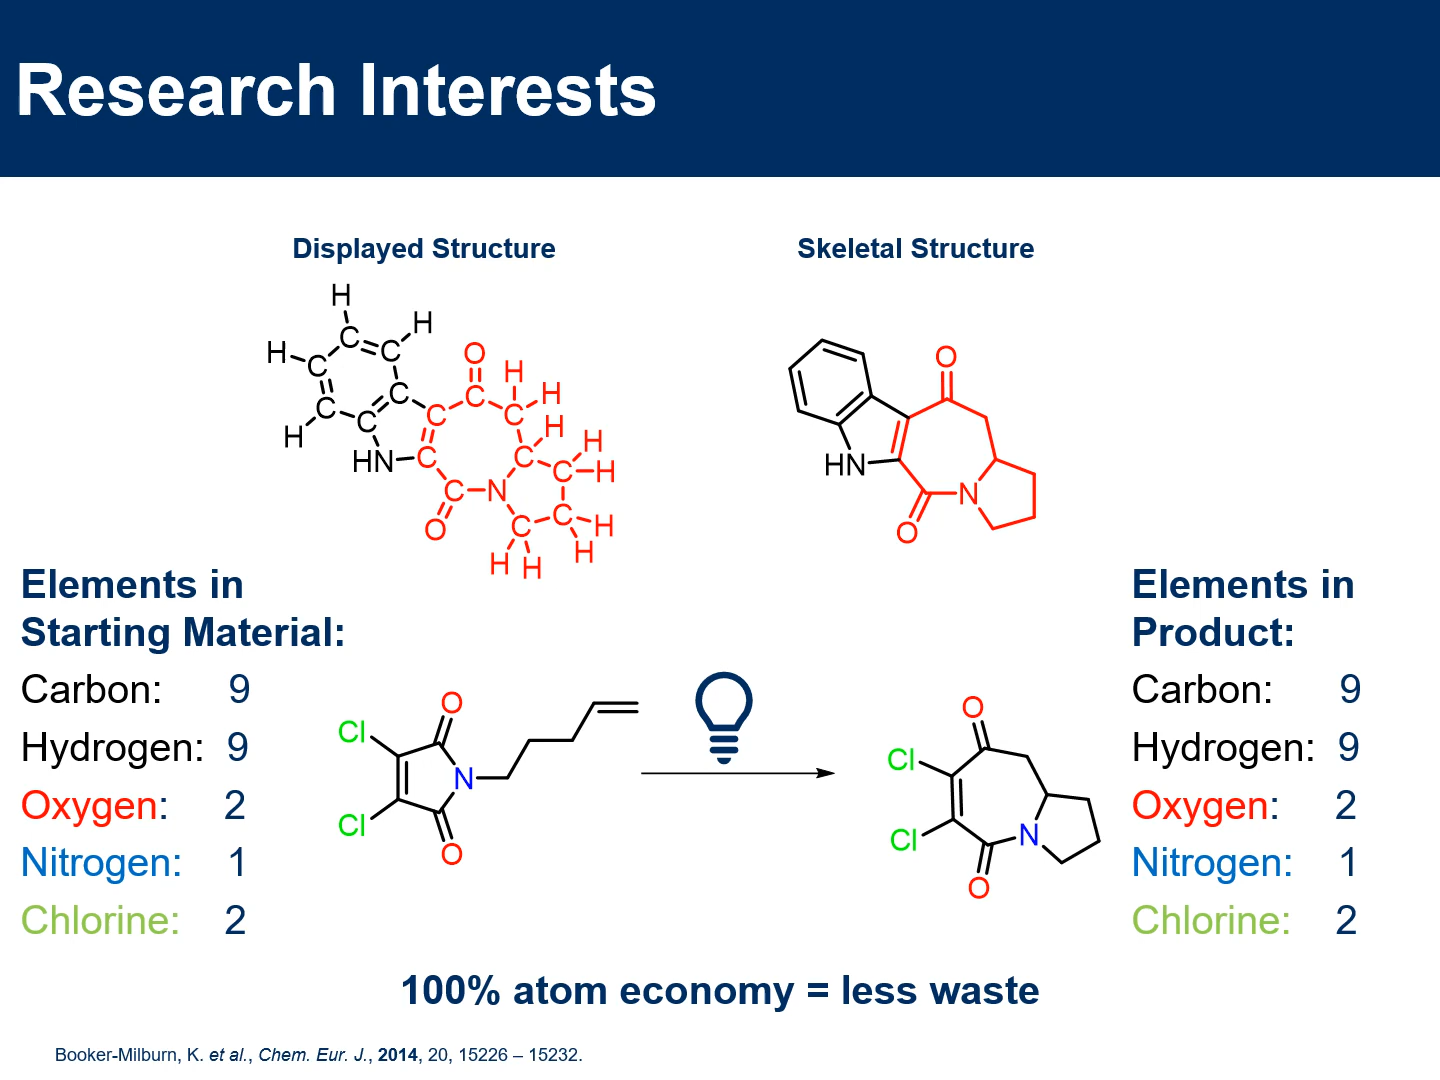 Research Interests
Displayed Structure
Skeletal Structure
H
H
H
C
C
C
C
C
C
H
HN
C
C
C
O
C
H
H
H
C
C
H
H
C
N
O
C
C
H
H
H
H
O
HN
N
O
Elements in
Starting Material:
Carbon: 9
Hydrogen: 9
Oxygen: 2
Nitrogen: 1
Chlorine: 2
O
Cl
N
Cl
O
O
Cl
Cl
N
O
Elements in
Product:
Carbon: 9
Hydrogen: 9
Oxygen: 2
Nitrogen: 1
Chlorine: 2
100% atom economy = less waste
Booker-Milburn, K. et al., Chem. Eur. J., 2014, 20, 15226 – 15232.